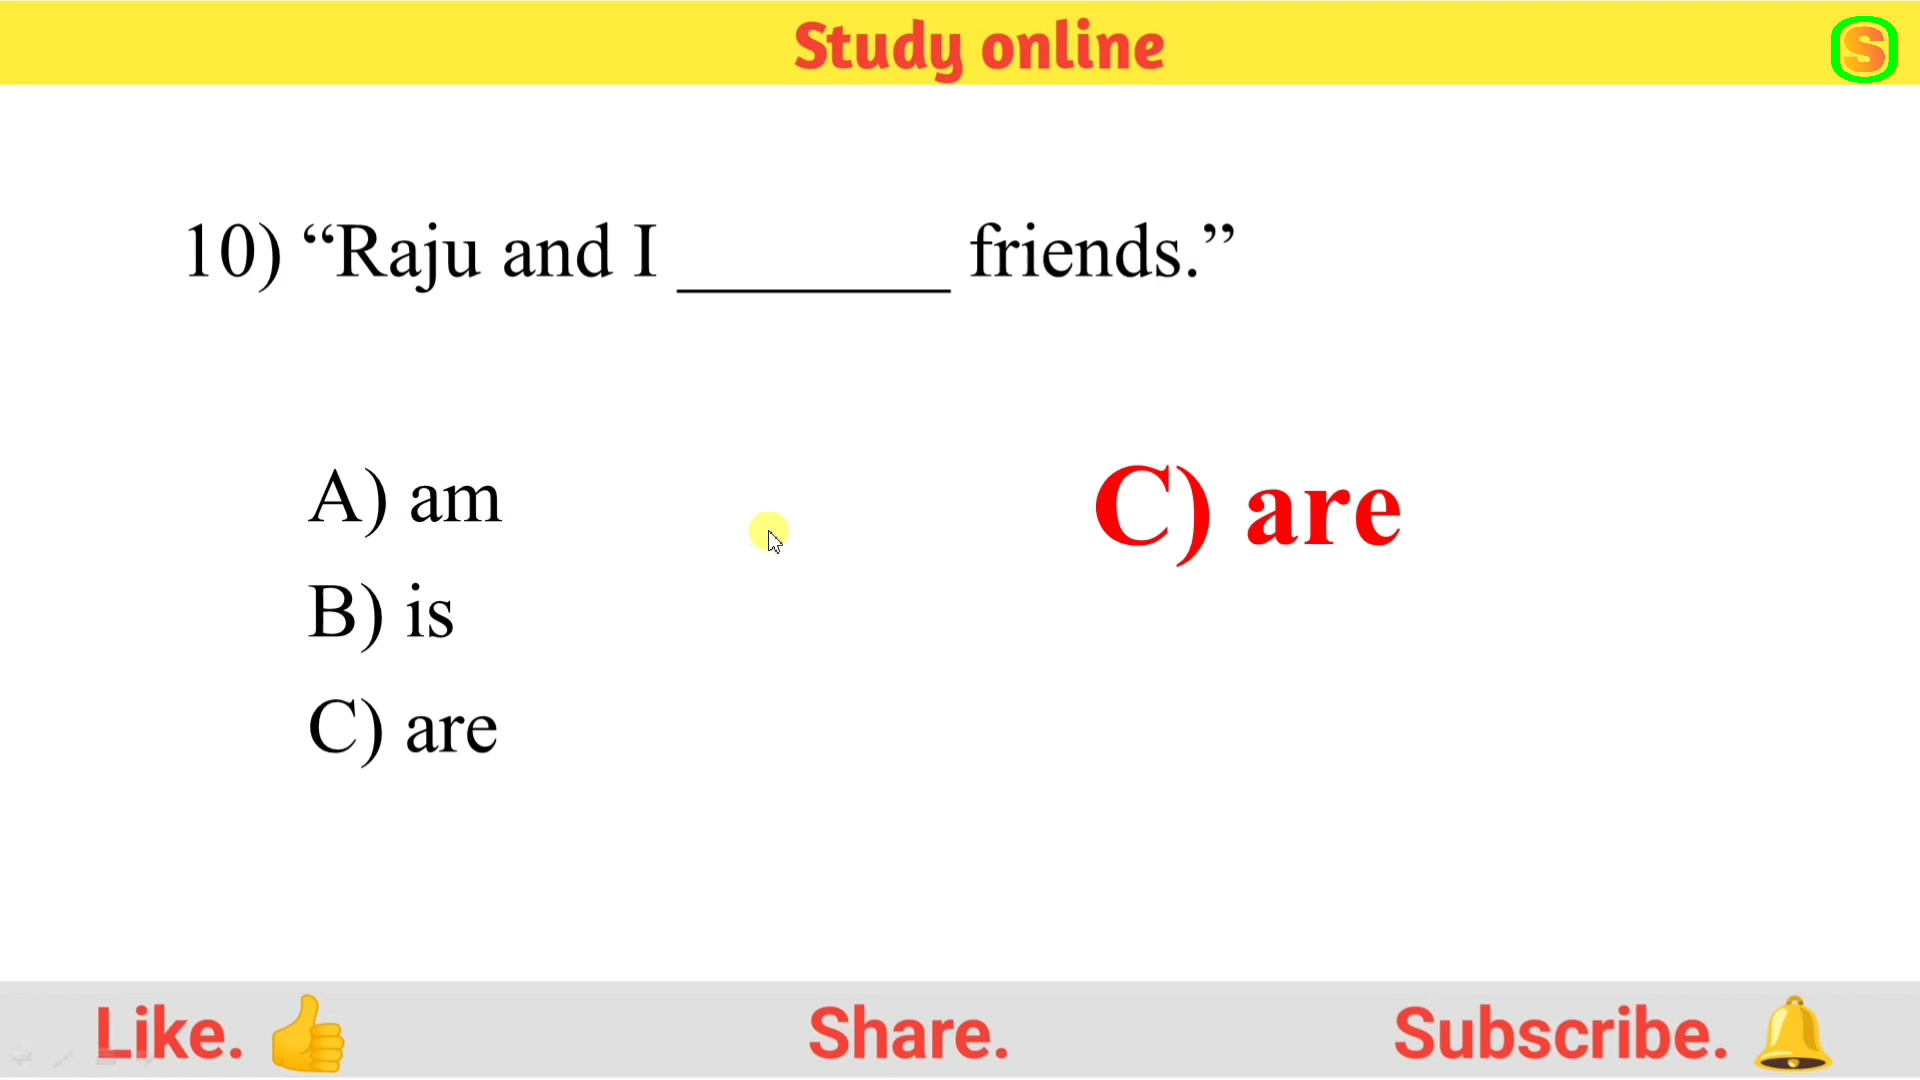 Study online
S
10) “Raju and I ________ friends.”
A) am
B) is
C) are
C) are
Like. 👍
Share.
Subscribe. 🔔